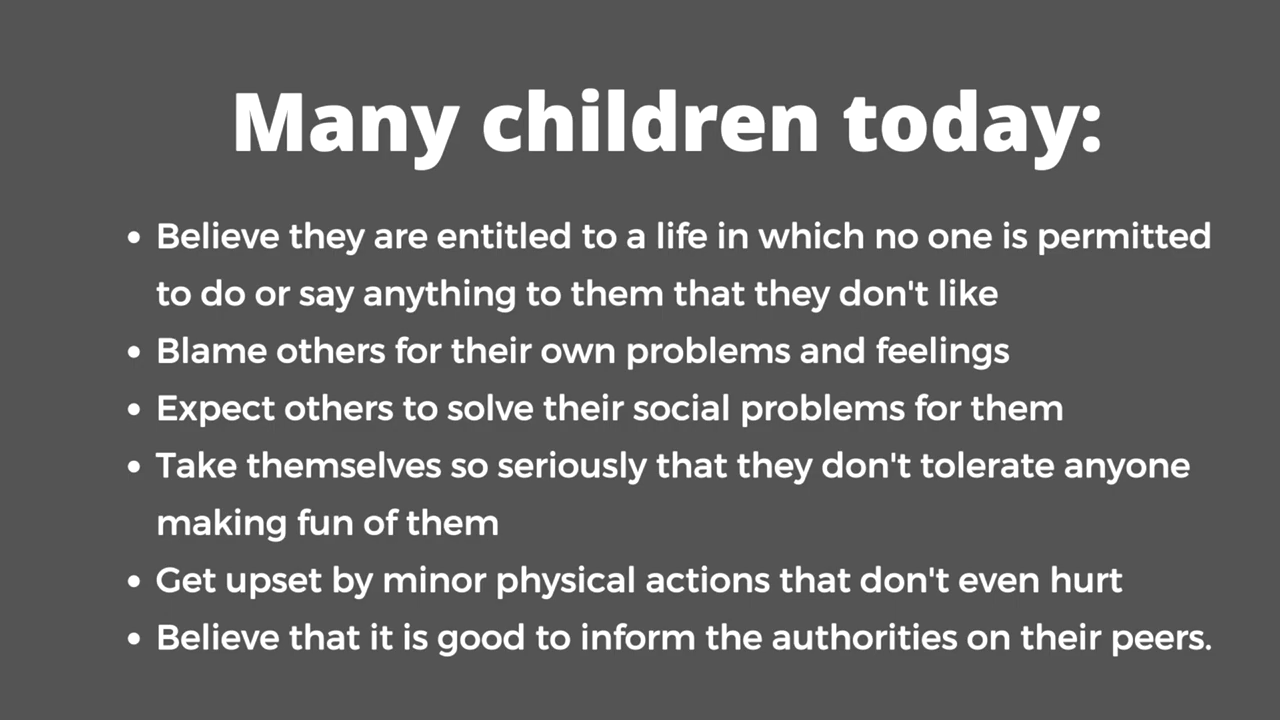 Many children today:
• Believe they are entitled to a life in which no one is permitted
to do or say anything to them that they don't like
• Blame others for their own problems and feelings
• Expect others to solve their social problems for them
• Take themselves so seriously that they don't tolerate anyone
making fun of them
• Get upset by minor physical actions that don't even hurt
• Believe that it is good to inform the authorities on their peers.